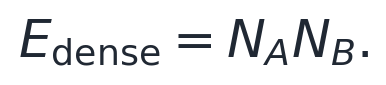 E_dense = N_A N_B.